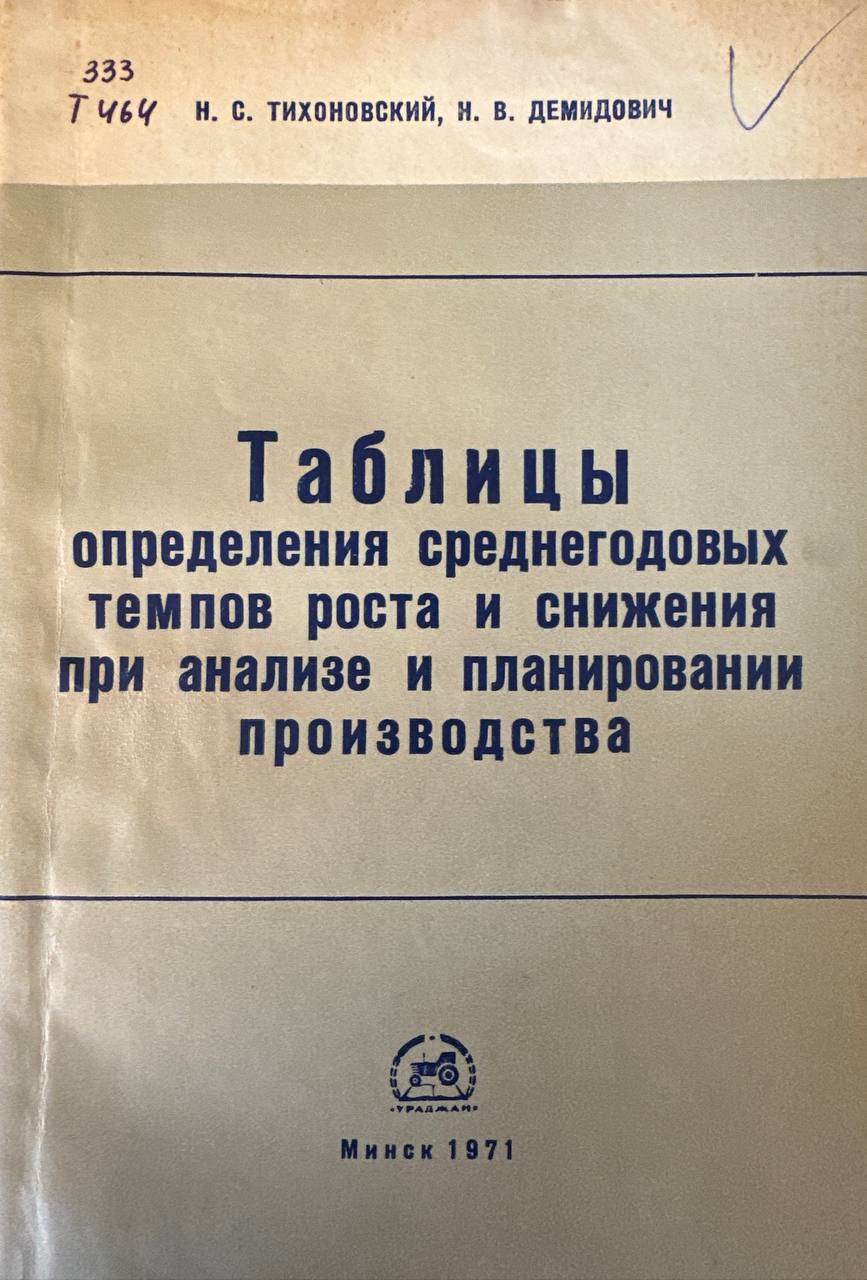 333
Т 464
Н. С. ТИХОНОВСКИЙ, Н. В. ДЕМИДОВИЧ
Таблицы
определения среднегодовых
темпов роста и снижения
при анализе и планировании
производства
«УРАДЖАЙ»
Минск 1971